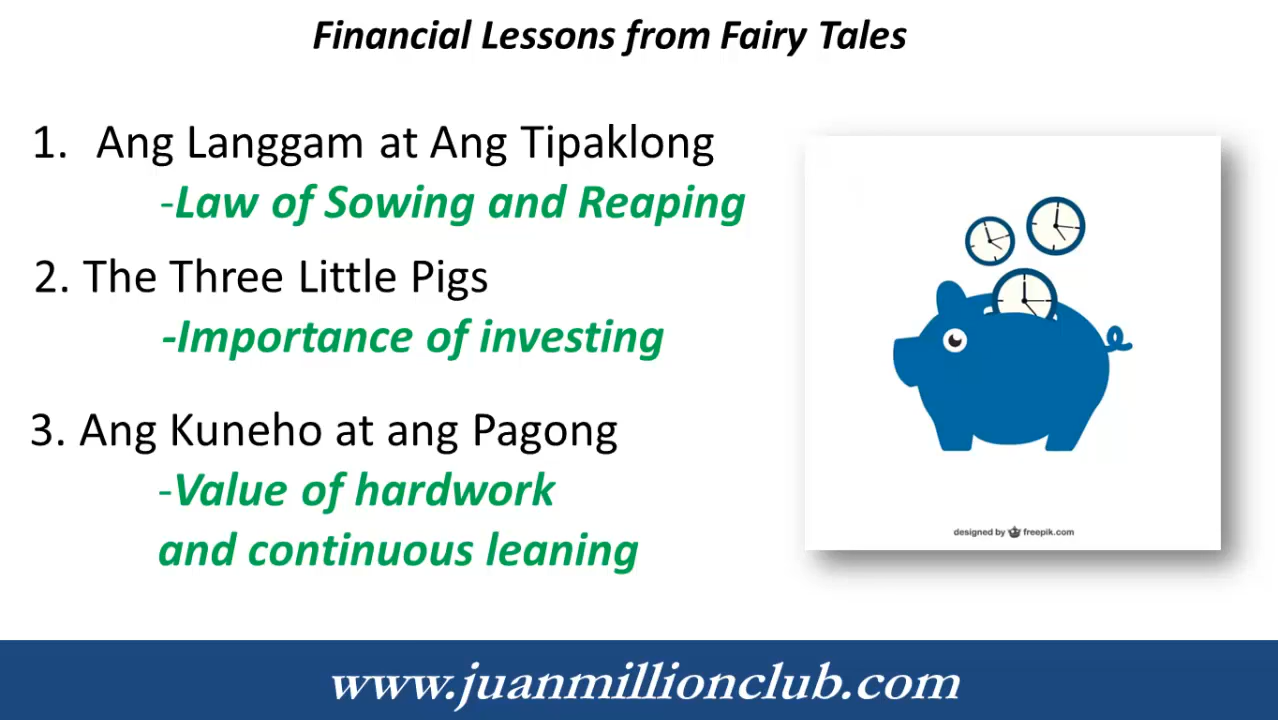 Financial Lessons from Fairy Tales
1. Ang Langgam at Ang Tipaklong
-Law of Sowing and Reaping
2. The Three Little Pigs
-Importance of investing
3. Ang Kuneho at ang Pagong
-Value of hardwork
and continuous leaning
designed by freepik.com
www.juanmillionclub.com